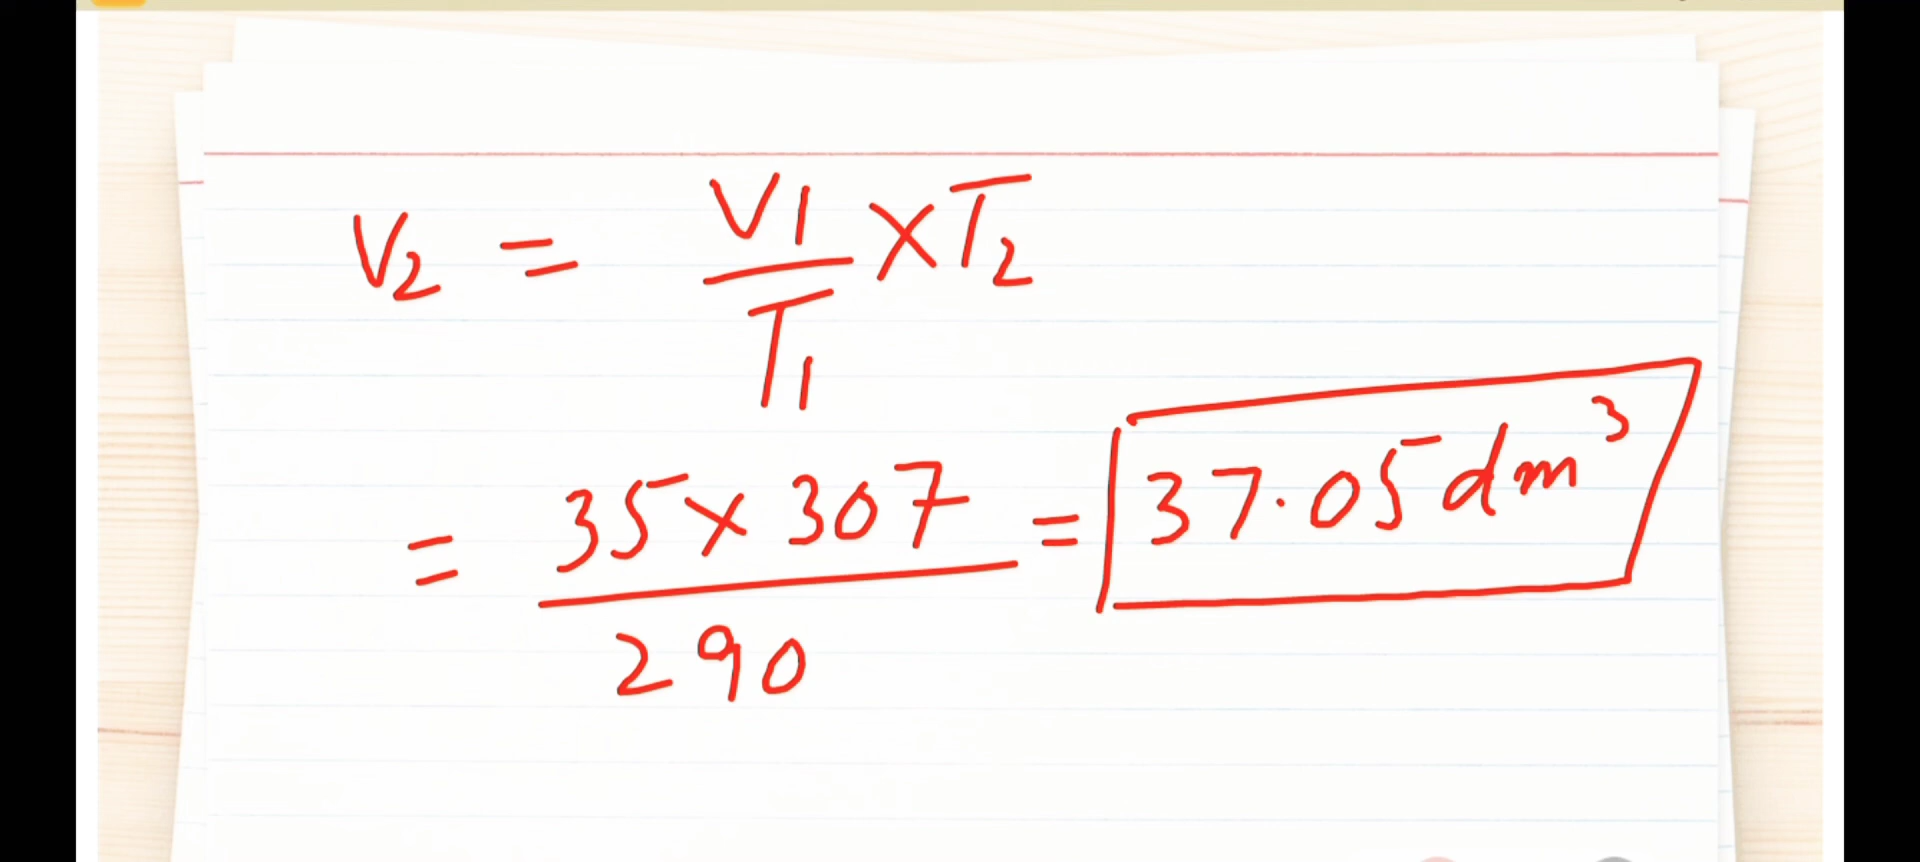 V₂ = V1/T₁ × T₂
= 35 × 307/290 = 37.05 dm³